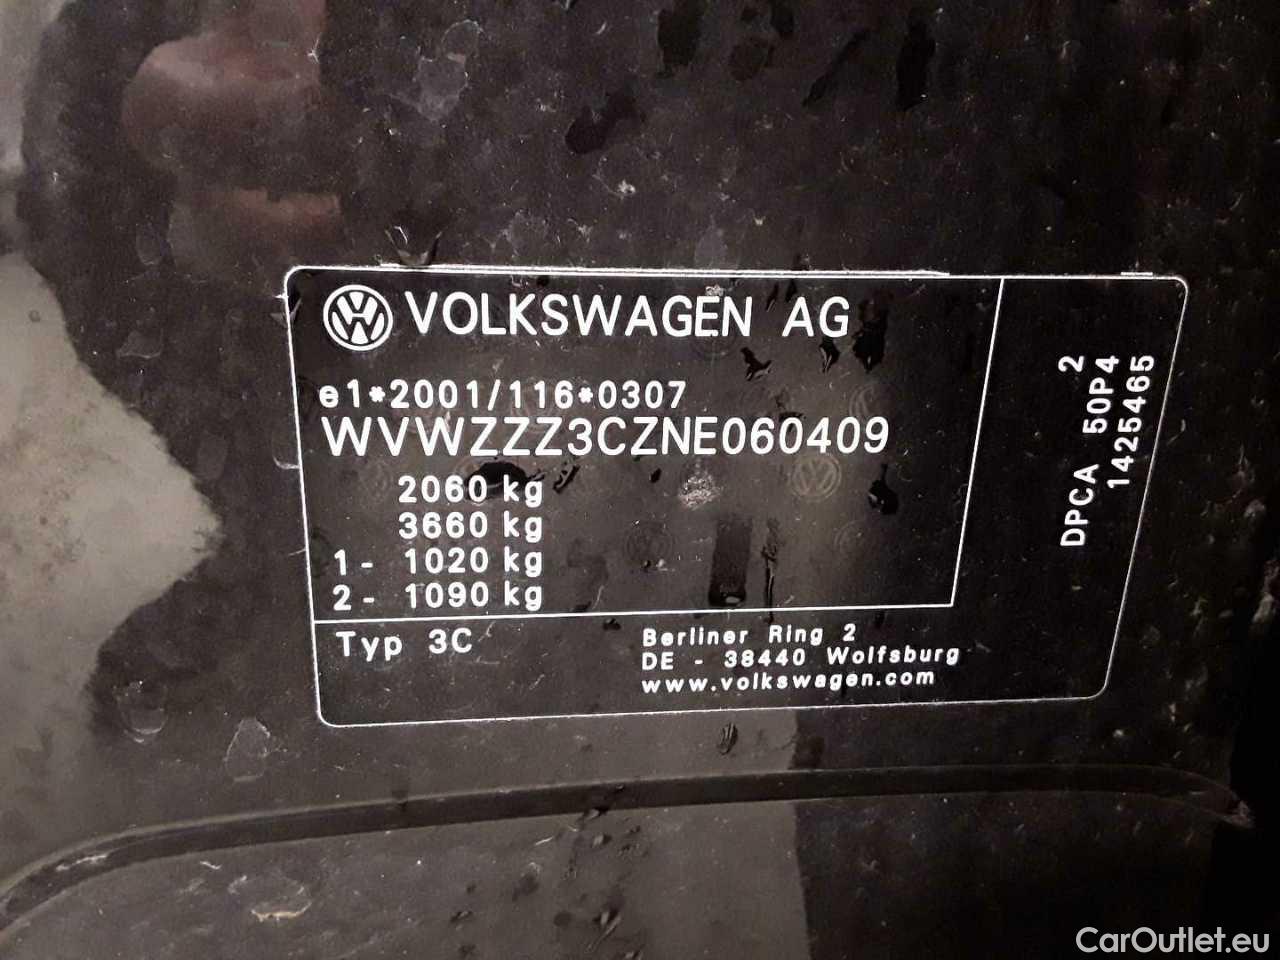 VOLKSWAGEN AG
e1*2001/116*0307
WVWZZZ3CZNE060409
2060 kg
3660 kg
1 - 1020 kg
2 - 1090 kg
Typ 3C
Berliner Ring 2
DE - 38440 Wolfsburg
www.volkswagen.com
2
DPCA 50P4
1425465
CarOutlet.eu